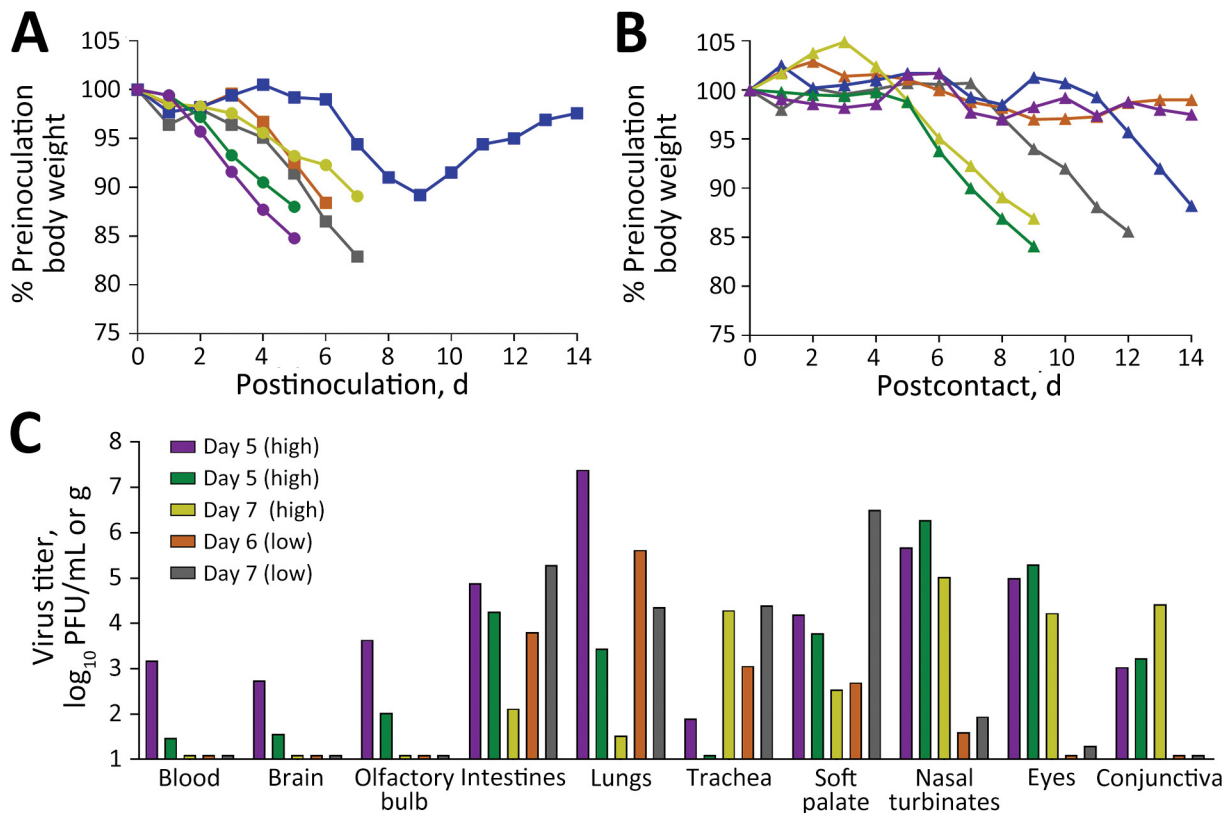 A
B
105
100
95
90
85
80
75
% Preinoculation
body weight
0 2 4 6 8 10 12 14
Postinoculation, d
105
100
95
90
85
80
75
% Preinoculation
body weight
0 2 4 6 8 10 12 14
Postcontact, d
C
8
7
6
5
4
3
2
1
Virus titer,
log10 PFU/mL or g
Day 5 (high)
Day 5 (high)
Day 7 (high)
Day 6 (low)
Day 7 (low)
Blood Brain Olfactory Intestines Lungs Trachea Soft Nasal Eyes Conjunctiva
bulb palate turbinates